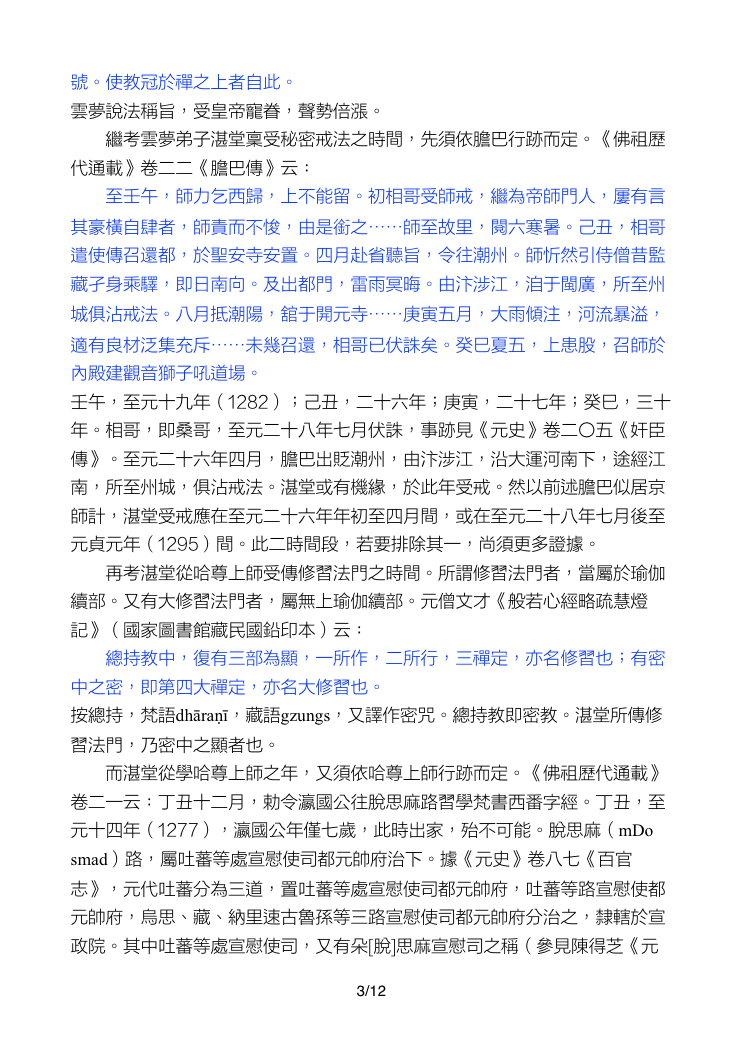 號。使教冠於禪之上者自此。
雲夢說法稱旨，受皇帝寵眷，聲勢倍漲。
繼考雲夢弟子湛堂稟受秘密戒法之時間，先須依膽巴行跡而定。《佛祖歷
代通載》卷二二《膽巴傳》云：
至壬午，師力乞西歸，上不能留。初相哥受師戒，繼為帝師門人，屢有言
其豪橫自肆者，師責而不悛，由是銜之⋯⋯師至故里，閱六寒暑。己丑，相哥
遣使傳召還都，於聖安寺安置。四月赴省聽旨，令往潮州。師忻然引侍僧昔監
藏孑身乘驛，即日南向。及出都門，雷雨冥晦。由汴涉江，洎于閩廣，所至州
城俱沾戒法。八月抵潮陽，舘于開元寺⋯⋯庚寅五月，大雨傾注，河流暴溢，
適有良材泛集充斥⋯⋯未幾召還，相哥已伏誅矣。癸巳夏五，上患股，召師於
內殿建觀音獅子吼道場。
壬午，至元十九年（1282）；己丑，二十六年；庚寅，二十七年；癸巳，三十
年。相哥，即桑哥，至元二十八年七月伏誅，事跡見《元史》卷二〇五《奸臣
傳》。至元二十六年四月，膽巴出貶潮州，由汴涉江，沿大運河南下，途經江
南，所至州城，俱沾戒法。湛堂或有機緣，於此年受戒。然以前述膽巴似居京
師計，湛堂受戒應在至元二十六年年初至四月間，或在至元二十八年七月後至
元貞元年（1295）間。此二時間段，若要排除其一，尚須更多證據。
再考湛堂從哈尊上師受傳修習法門之時間。所謂修習法門者，當屬於瑜伽
續部。又有大修習法門者，屬無上瑜伽續部。元僧文才《般若心經略疏慧燈
記》（國家圖書館藏民國鉛印本）云：
總持教中，復有三部為顯，一所作，二所行，三禪定，亦名修習也；有密
中之密，即第四大禪定，亦名大修習也。
按總持，梵語dhāraṇī，藏語gzungs，又譯作密咒。總持教即密教。湛堂所傳修
習法門，乃密中之顯者也。
而湛堂從學哈尊上師之年，又須依哈尊上師行跡而定。《佛祖歷代通載》
卷二一云：丁丑十二月，勅令瀛國公往脫思麻路習學梵書西番字經。丁丑，至
元十四年（1277），瀛國公年僅七歲，此時出家，殆不可能。脫思麻（mDo
smad）路，屬吐蕃等處宣慰使司都元帥府治下。據《元史》卷八七《百官
志》，元代吐蕃分為三道，置吐蕃等處宣慰使司都元帥府，吐蕃等路宣慰使都
元帥府，烏思、藏、納里速古魯孫等三路宣慰使司都元帥府分治之，隸轄於宣
政院。其中吐蕃等處宣慰使司，又有朵[脫]思麻宣慰司之稱（參見陳得芝《元
3/12